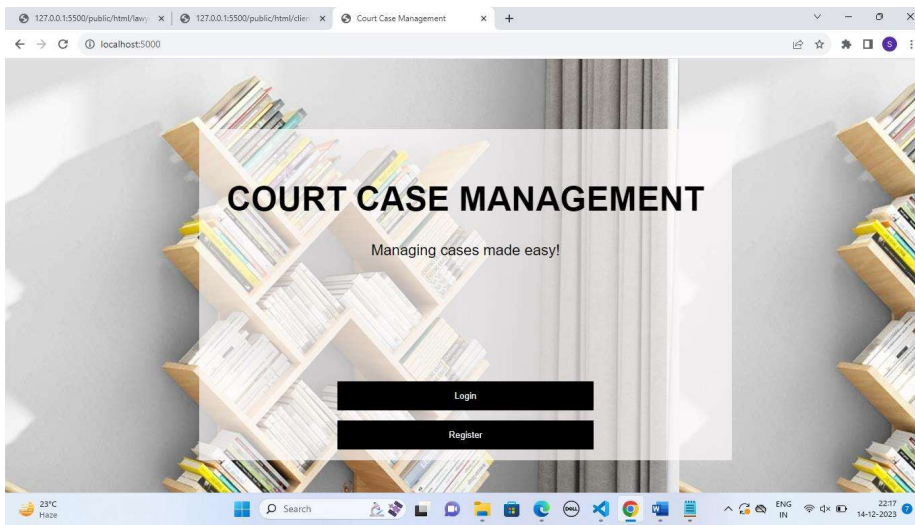 127.0.0.1:5500/public/html/lawy
127.0.0.1:5500/public/html/clien
Court Case Management
localhost:5000
S
COURT CASE MANAGEMENT
Managing cases made easy!
Login
Register
23°C
Haze
Search
DELL
ENG
IN
22:17
14-12-2023